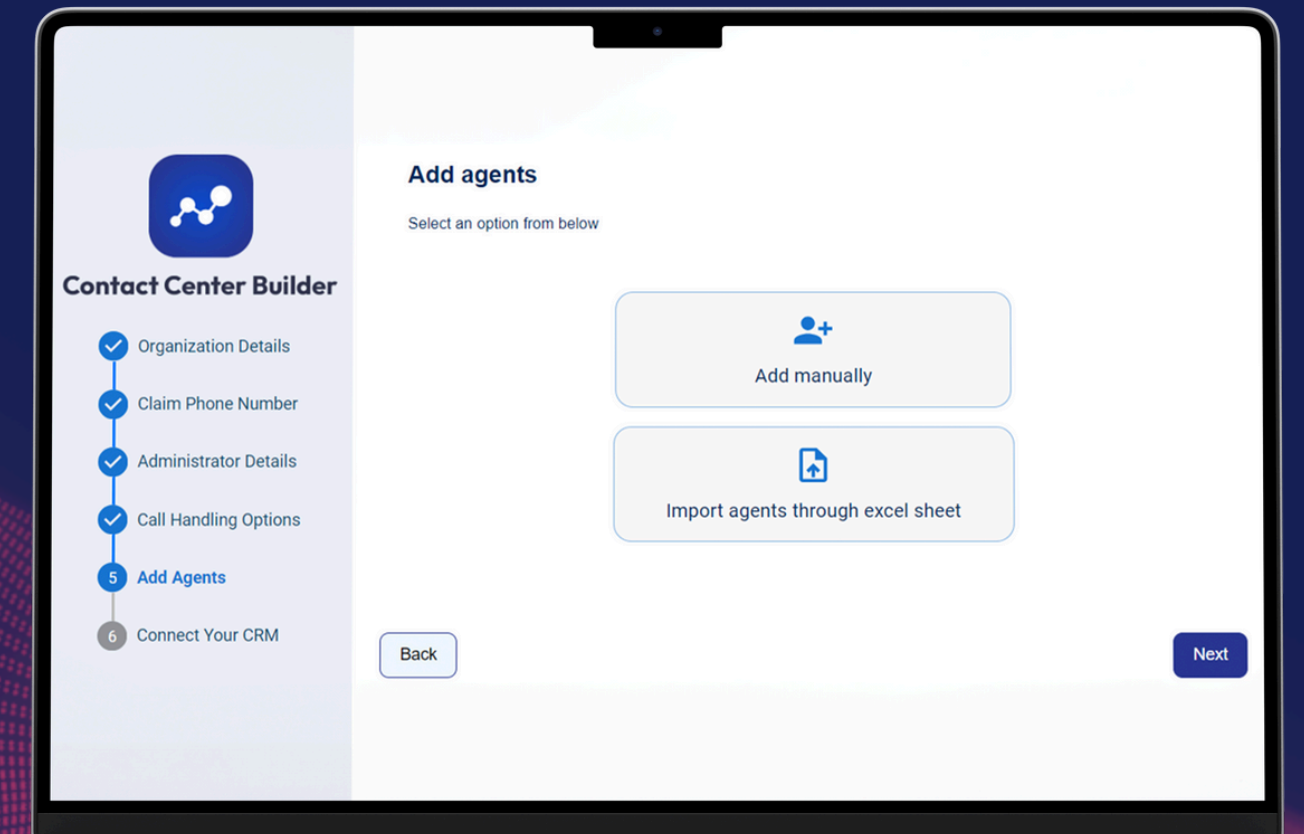 Contact Center Builder
Organization Details
Claim Phone Number
Administrator Details
Call Handling Options
5 Add Agents
6 Connect Your CRM
Add agents
Select an option from below
Add manually
Import agents through excel sheet
Back
Next